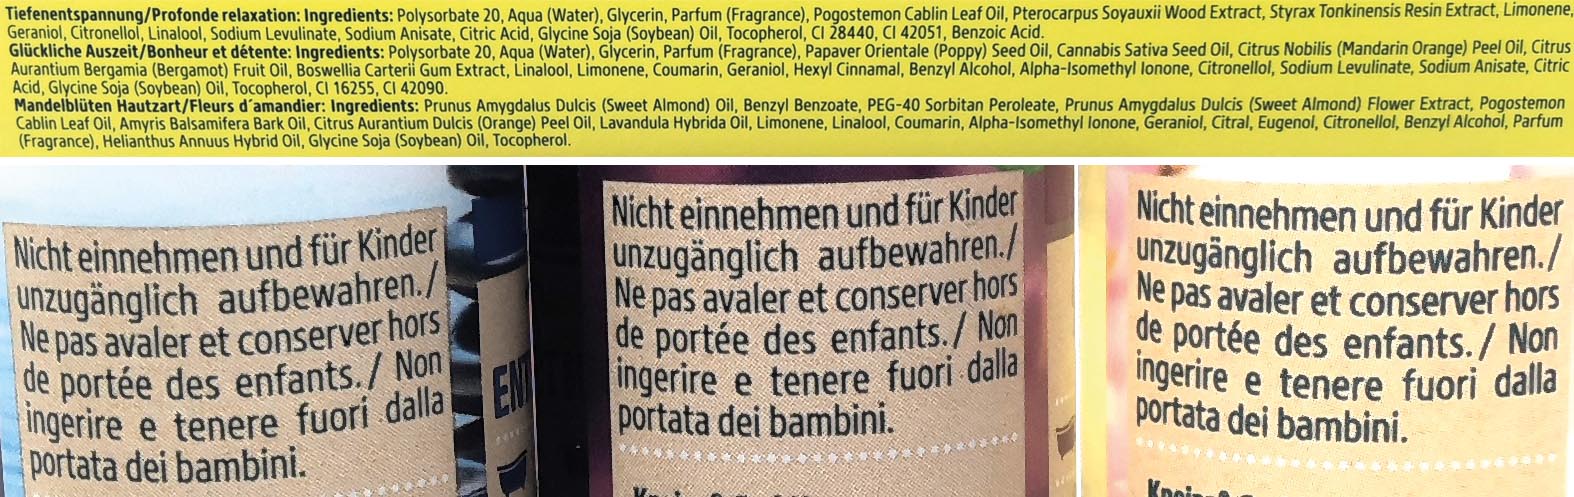 Tiefenentspannung/Profonde relaxation: Ingredients: Polysorbate 20, Aqua (Water), Glycerin, Parfum (Fragrance), Pogostemon Cablin Leaf Oil, Pterocarpus Soyauxii Wood Extract, Styrax Tonkinensis Resin Extract, Limonene,
Geraniol, Citronellol, Linalool, Sodium Levulinate, Sodium Anisate, Citric Acid, Glycine Soja (Soybean) Oil, Tocopherol, CI 28440, CI 42051, Benzoic Acid.
Glückliche Auszeit/Bonheur et détente: Ingredients: Polysorbate 20, Aqua (Water), Glycerin, Parfum (Fragrance), Papaver Orientale (Poppy) Seed Oil, Cannabis Sativa Seed Oil, Citrus Nobilis (Mandarin Orange) Peel Oil, Citrus
Aurantium Bergamia (Bergamot) Fruit Oil, Boswellia Carterii Gum Extract, Linalool, Limonene, Coumarin, Geraniol, Hexyl Cinnamal, Benzyl Alcohol, Alpha-Isomethyl Ionone, Citronellol, Sodium Levulinate, Sodium Anisate, Citric
Acid, Glycine Soja (Soybean) Oil, Tocopherol, CI 16255, CI 42090.
Mandelblüten Hautzart/Fleurs d´amandier: Ingredients: Prunus Amygdalus Dulcis (Sweet Almond) Oil, Benzyl Benzoate, PEG-40 Sorbitan Peroleate, Prunus Amygdalus Dulcis (Sweet Almond) Flower Extract, Pogostemon
Cablin Leaf Oil, Amyris Balsamifera Bark Oil, Citrus Aurantium Dulcis (Orange) Peel Oil, Lavandula Hybrida Oil, Limonene, Linalool, Coumarin, Alpha-Isomethyl Ionone, Geraniol, Citral, Eugenol, Citronellol, Benzyl Alcohol, Parfum
(Fragrance), Helianthus Annuus Hybrid Oil, Glycine Soja (Soybean) Oil, Tocopherol.
Nicht einnehmen und für Kinder
unzugänglich aufbewahren./
Ne pas avaler et conserver hors
de portée des enfants./ Non
ingerire e tenere fuori dalla
portata dei bambini.
ENT
Nicht einnehmen und für Kinder
unzugänglich aufbewahren./
Ne pas avaler et conserver hors
de portée des enfants./ Non
ingerire e tenere fuori dalla
portata dei bambini.
Nicht einnehmen und für Kinder
unzugänglich aufbewahren./
Ne pas avaler et conserver hors
de portée des enfants./ Non
ingerire e tenere fuori dalla
portata dei bambini.